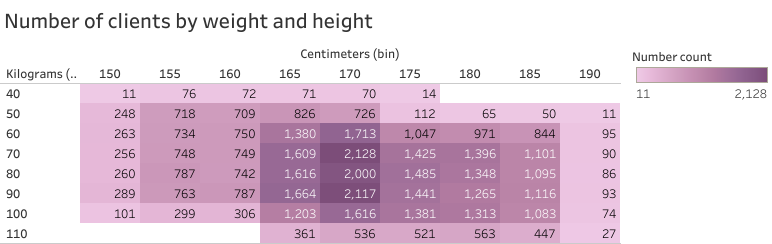 Number of clients by weight and height
Centimeters (bin)
Number count
Kilograms (.. 150 155 160 165 170 175 180 185 190
11 2,128
40 11 76 72 71 70 14
50 248 718 709 826 726 112 65 50 11
60 263 734 750 1,380 1,713 1,047 971 844 95
70 256 748 749 1,609 2,128 1,425 1,396 1,101 90
80 260 787 742 1,616 2,000 1,485 1,348 1,095 86
90 289 763 787 1,664 2,117 1,441 1,265 1,116 93
100 101 299 306 1,203 1,616 1,381 1,313 1,083 74
110 361 536 521 563 447 27